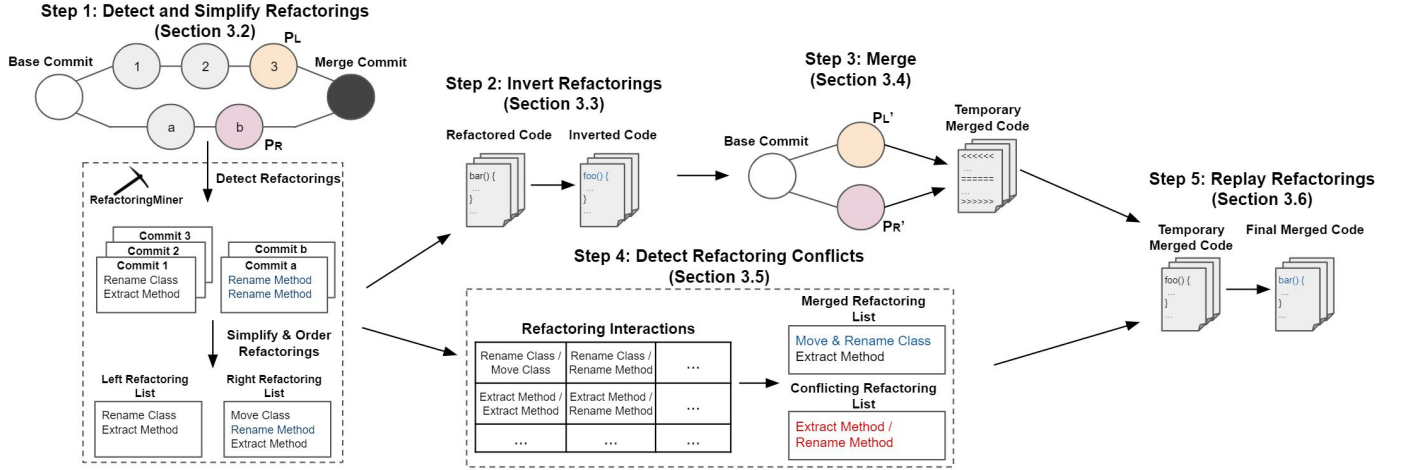 Step 1: Detect and Simplify Refactorings
(Section 3.2)
PL
Base Commit
1
2
3
Merge Commit
a
b
PR
Detect Refactorings
RefactoringMiner
Commit 3
Commit 2
Commit 1
Rename Class
Extract Method
Commit b
Commit a
Rename Method
Rename Method
Simplify & Order
Refactorings
Left Refactoring
List
Rename Class
Extract Method
Right Refactoring
List
Move Class
Rename Method
Extract Method
Step 2: Invert Refactorings
(Section 3.3)
Refactored Code
bar() {
...
}
...
Inverted Code
foo() {
...
}
...
Step 3: Merge
(Section 3.4)
Base Commit
PL’
PR’
Temporary
Merged Code
<<<<<<
...
======
...
>>>>>>
Step 4: Detect Refactoring Conflicts
(Section 3.5)
Refactoring Interactions
Rename Class /
Move Class
Rename Class /
Rename Method
...
Extract Method /
Extract Method
Extract Method /
Rename Method
...
...
...
...
Merged Refactoring
List
Move & Rename Class
Extract Method
Conflicting Refactoring
List
Extract Method /
Rename Method
Step 5: Replay Refactorings
(Section 3.6)
Temporary
Merged Code
foo() {
...
}
...
Final Merged Code
bar() {
...
}
...